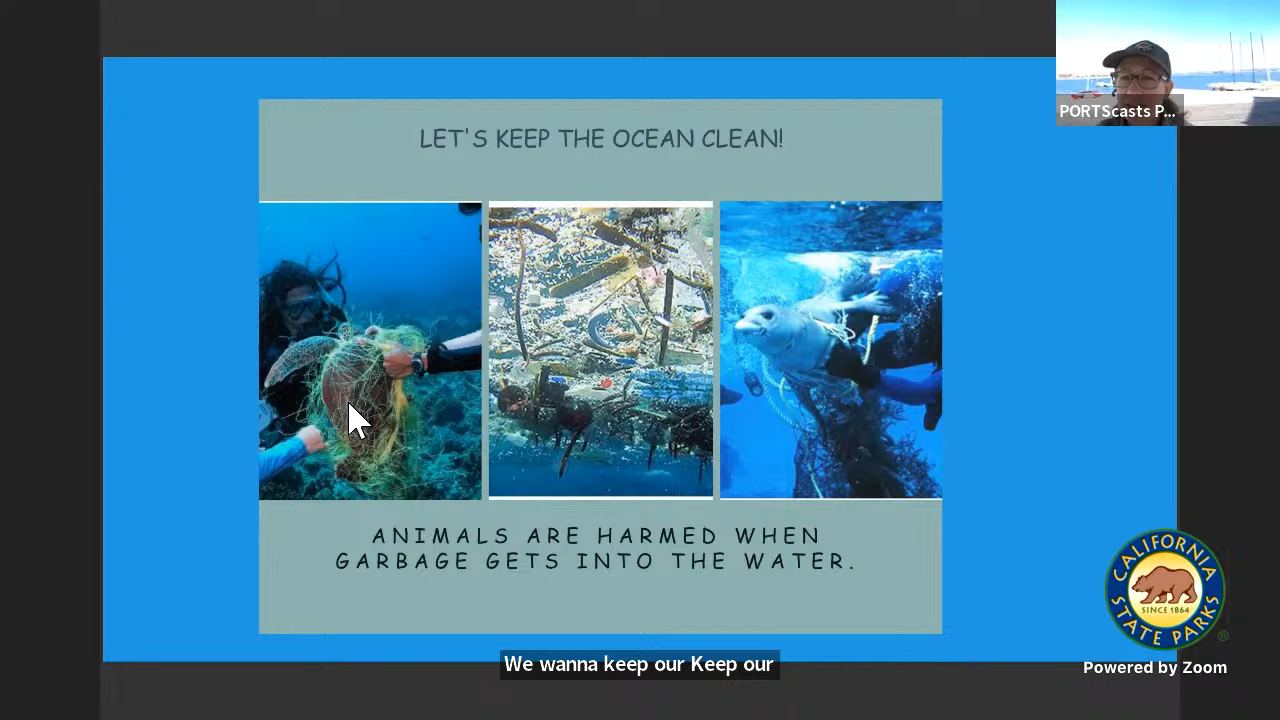 PORTScasts P...
LET'S KEEP THE OCEAN CLEAN!
ANIMALS ARE HARMED WHEN
GARBAGE GETS INTO THE WATER.
CALIFORNIA
SINCE 1864
STATE PARKS
®
We wanna keep our Keep our
Powered by Zoom